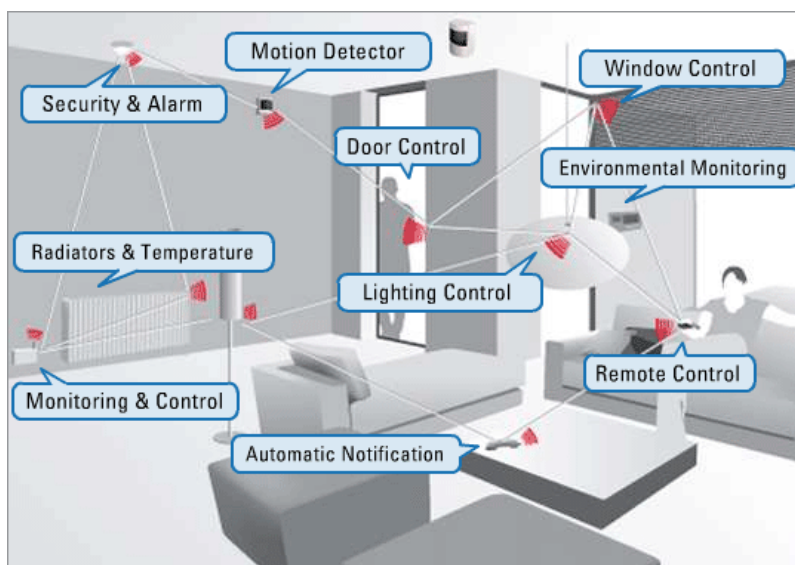 Motion Detector
Window Control
Security & Alarm
Door Control
Environmental Monitoring
Radiators & Temperature
Lighting Control
Remote Control
Monitoring & Control
Automatic Notification